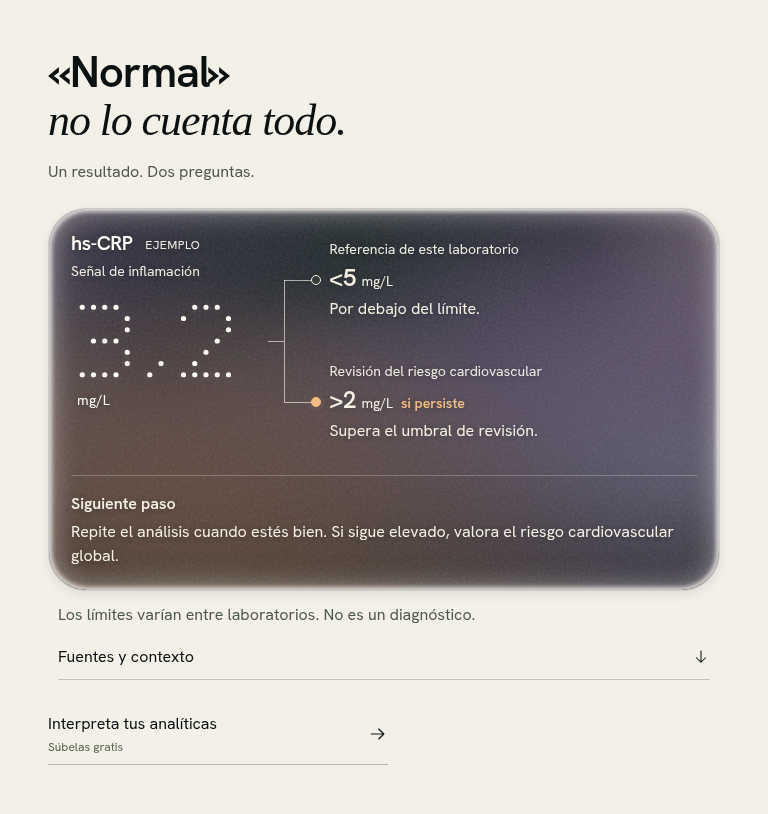 «Normal»
no lo cuenta todo.
Un resultado. Dos preguntas.
hs-CRP EJEMPLO
Señal de inflamación
3.2
mg/L
Referencia de este laboratorio
<5 mg/L
Por debajo del límite.
Revisión del riesgo cardiovascular
>2 mg/L si persiste
Supera el umbral de revisión.
Siguiente paso
Repite el análisis cuando estés bien. Si sigue elevado, valora el riesgo cardiovascular
global.
Los límites varían entre laboratorios. No es un diagnóstico.
Fuentes y contexto ↓
Interpreta tus analíticas →
Súbelas gratis